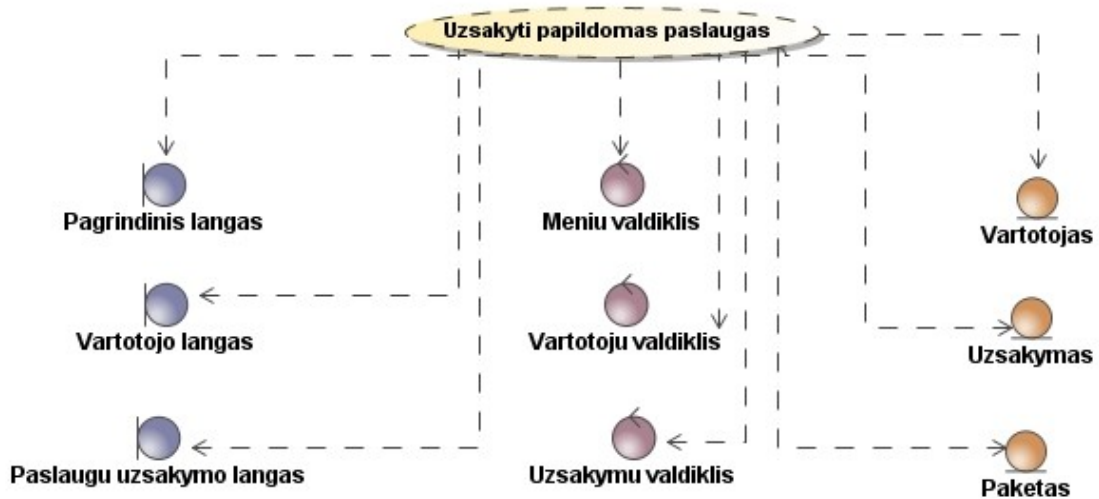 Uzsakyti papildomas paslaugas
Pagrindinis langas
Meniu valdiklis
Vartotojas
Vartotojo langas
Vartotoju valdiklis
Uzsakymas
Paslaugu uzsakymo langas
Uzsakymu valdiklis
Paketas